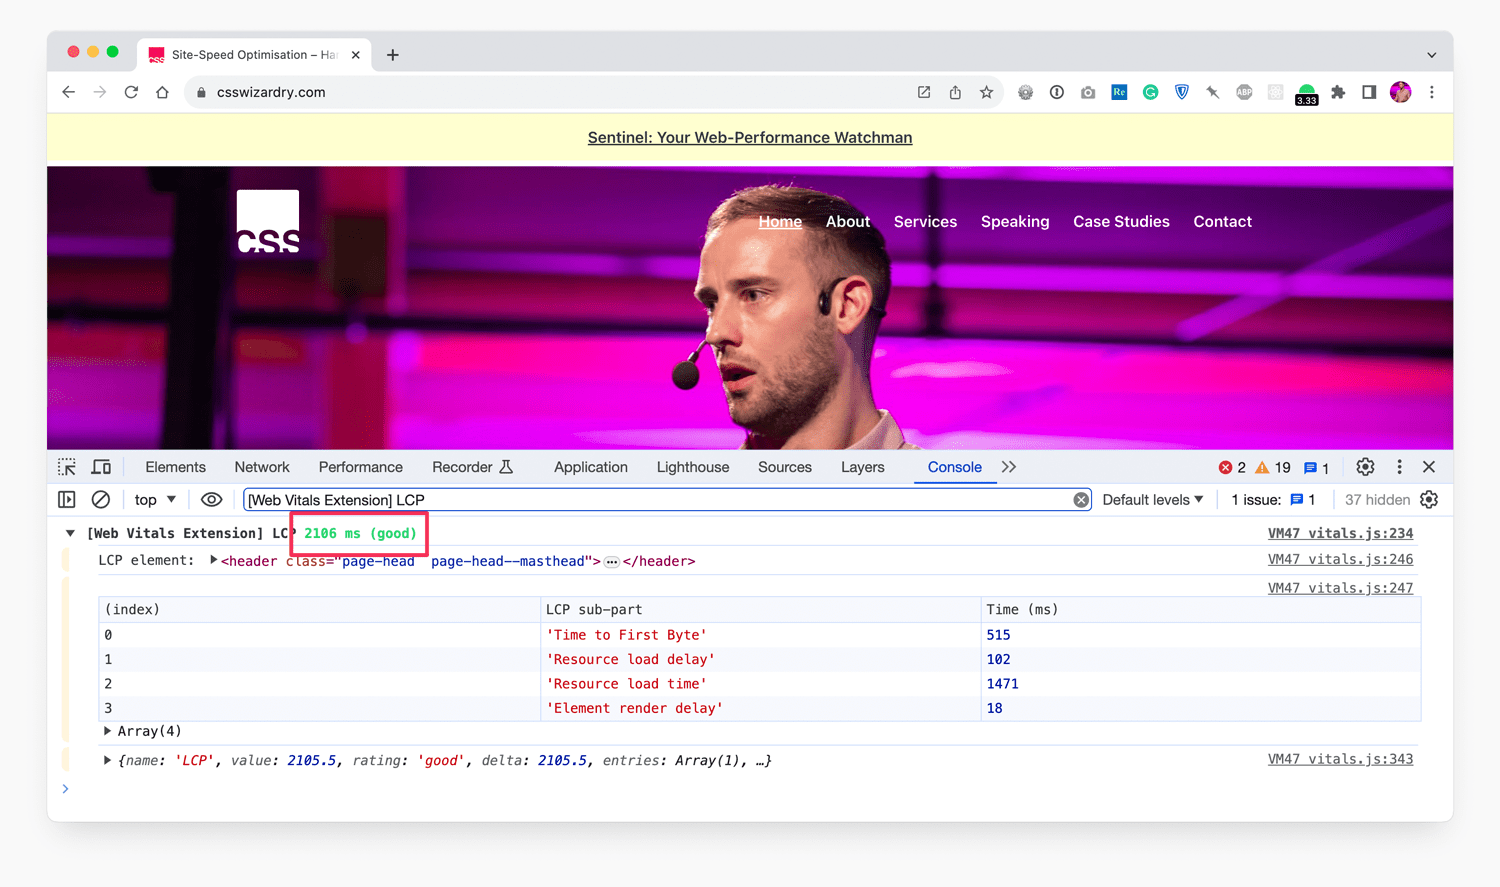 Site-Speed Optimisation – Ha
csswizardry.com
Re
ABP
3.33
Sentinel: Your Web-Performance Watchman
css
Home About Services Speaking Case Studies Contact
Elements Network Performance Recorder Application Lighthouse Sources Layers Console 2 19 1
top [Web Vitals Extension] LCP Default levels 1 issue: 1 37 hidden
[Web Vitals Extension] LCP 2106 ms (good) VM47 vitals.js:234
LCP element: <header class="page-head page-head--masthead">…</header> VM47 vitals.js:246
VM47 vitals.js:247
(index) LCP sub-part Time (ms)
0 'Time to First Byte' 515
1 'Resource load delay' 102
2 'Resource load time' 1471
3 'Element render delay' 18
Array(4)
{name: 'LCP', value: 2105.5, rating: 'good', delta: 2105.5, entries: Array(1), …} VM47 vitals.js:343